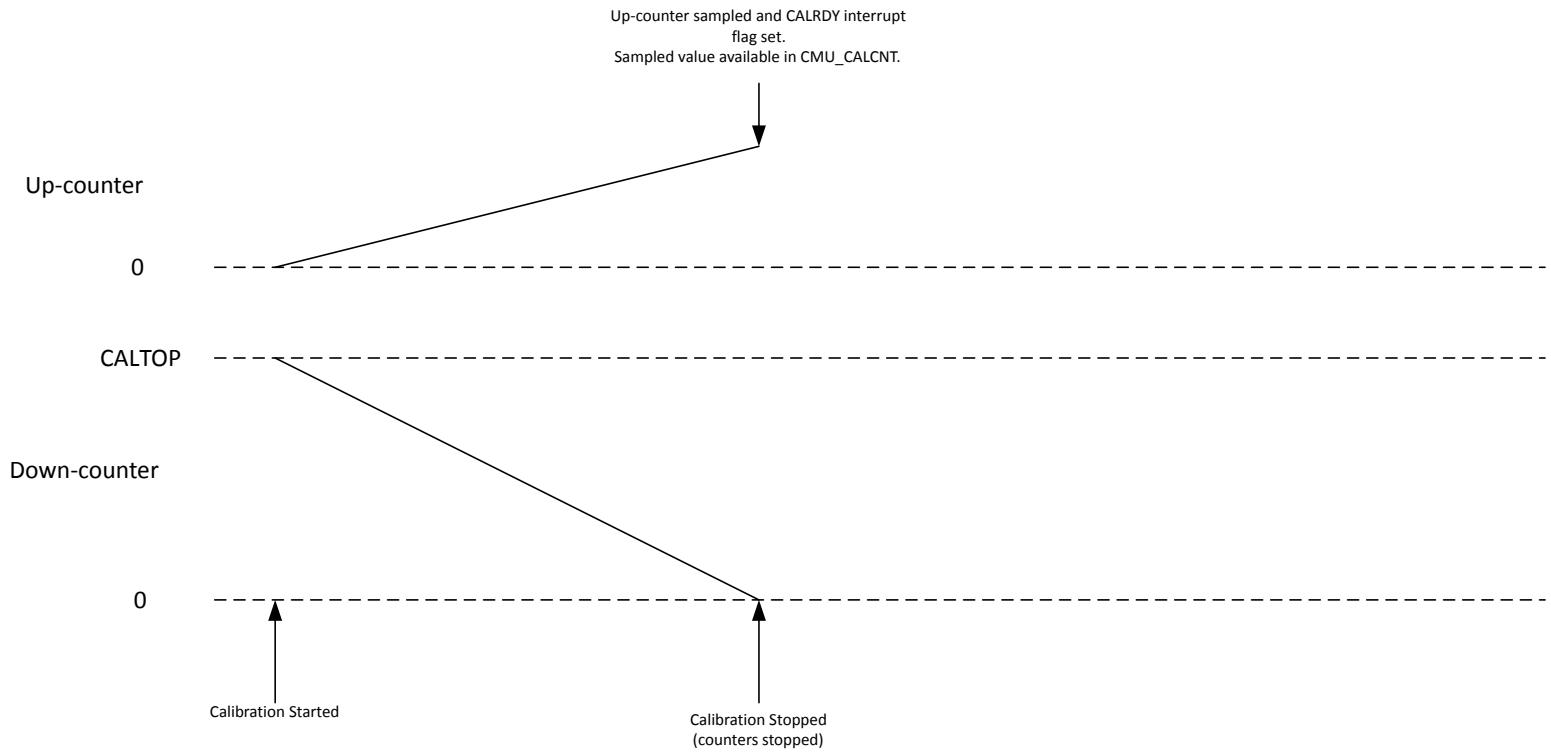 Up-counter sampled and CALRDY interrupt
flag set.
Sampled value available in CMU_CALCNT.
Up-counter
0
CALTOP
Down-counter
0
Calibration Started
Calibration Stopped
(counters stopped)